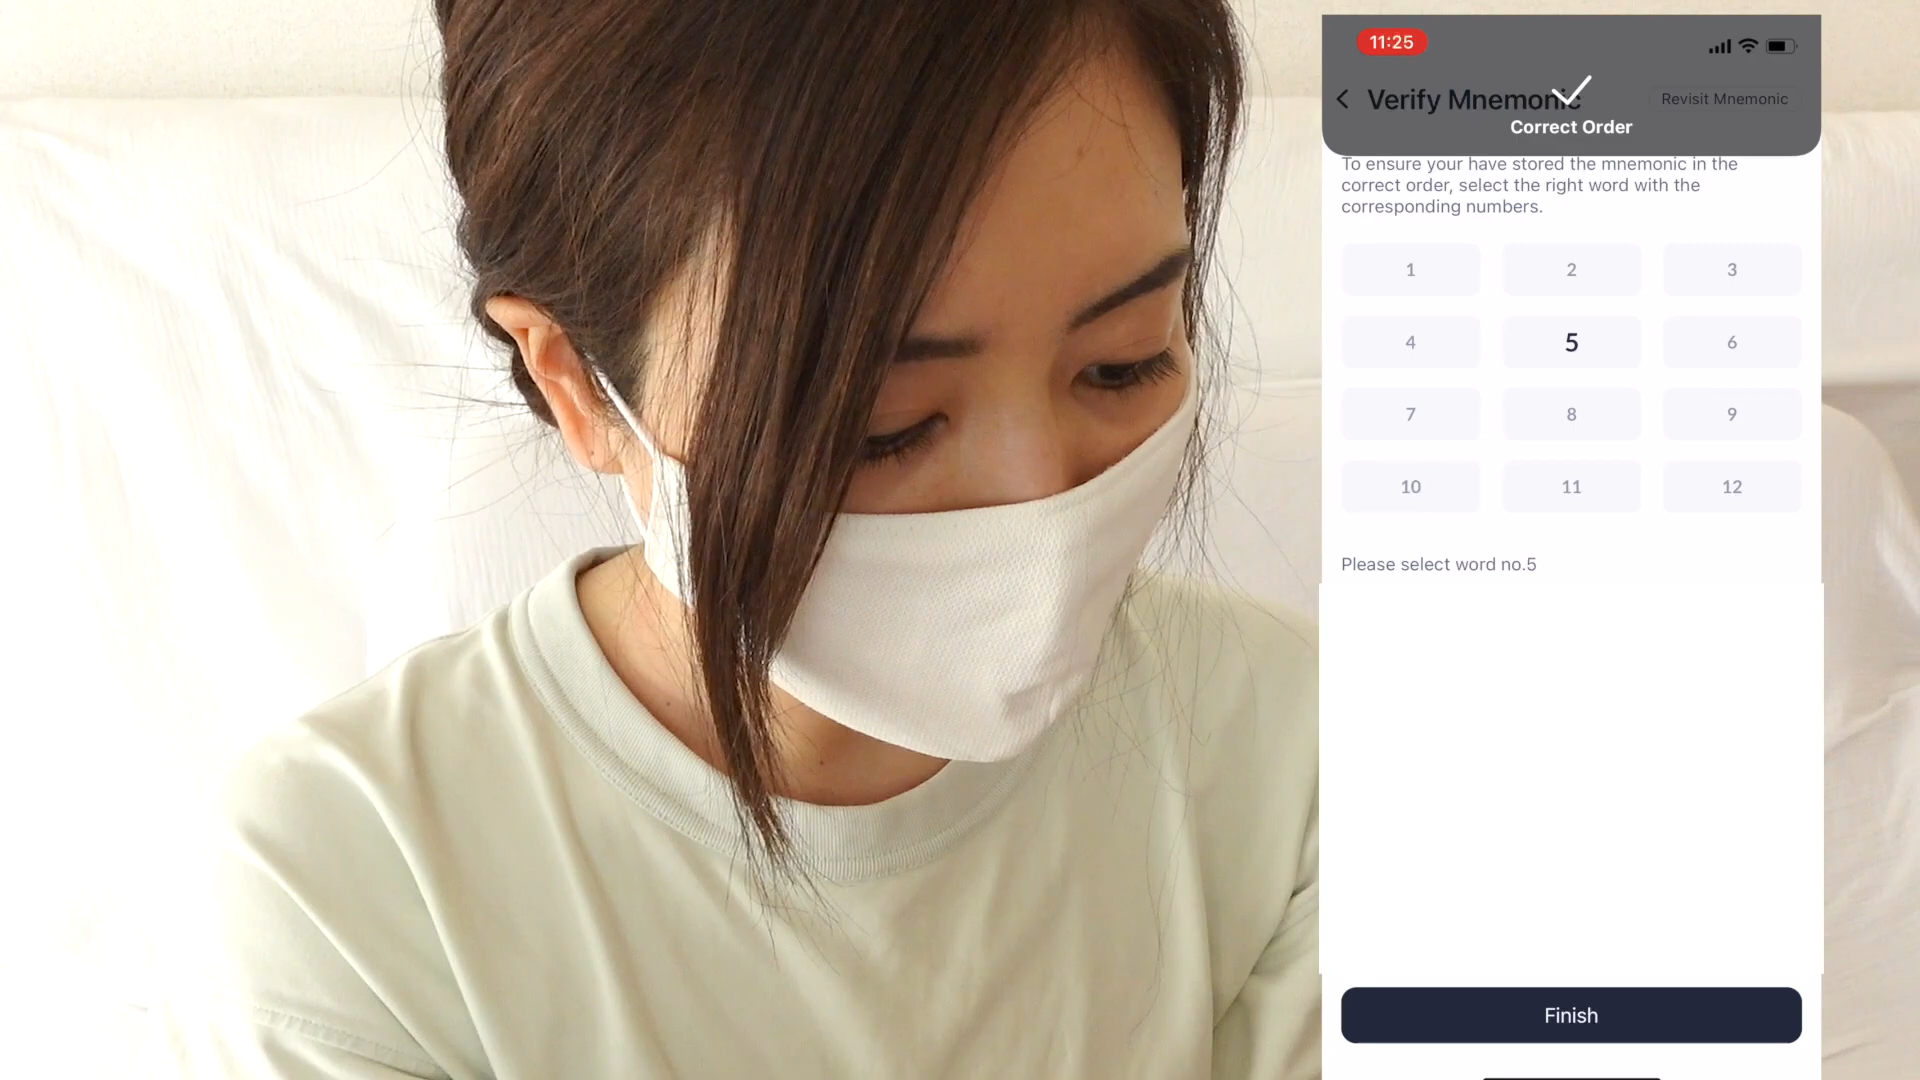 11:25
Verify Mnemonic
Revisit Mnemonic
Correct Order
To ensure your have stored the mnemonic in the
correct order, select the right word with the
corresponding numbers.
1 2 3
4 5 6
7 8 9
10 11 12
Please select word no.5
Finish